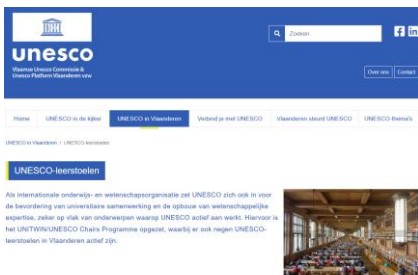 unesco
Vlaamse Unesco Commissie &
Unesco Platform Vlaanderen vzw
Zoeken
Over ons
Contact
Home
UNESCO in de kijker
UNESCO in Vlaanderen
Verbind je met UNESCO
Vlaanderen steunt UNESCO
UNESCO-thema's
UNESCO in Vlaanderen / UNESCO-leerstoelen
UNESCO-leerstoelen
Als internationale onderwijs- en wetenschapsorganisatie zet UNESCO zich ook in voor
de bevordering van universitaire samenwerking en de opbouw van wetenschappelijke
expertise, zeker op vlak van onderwerpen waarop UNESCO actief aan werkt. Hiervoor is
het UNITWIN/UNESCO Chairs Programme opgezet, waarbij er ook negen UNESCO-
leerstoelen in Vlaanderen actief zijn.